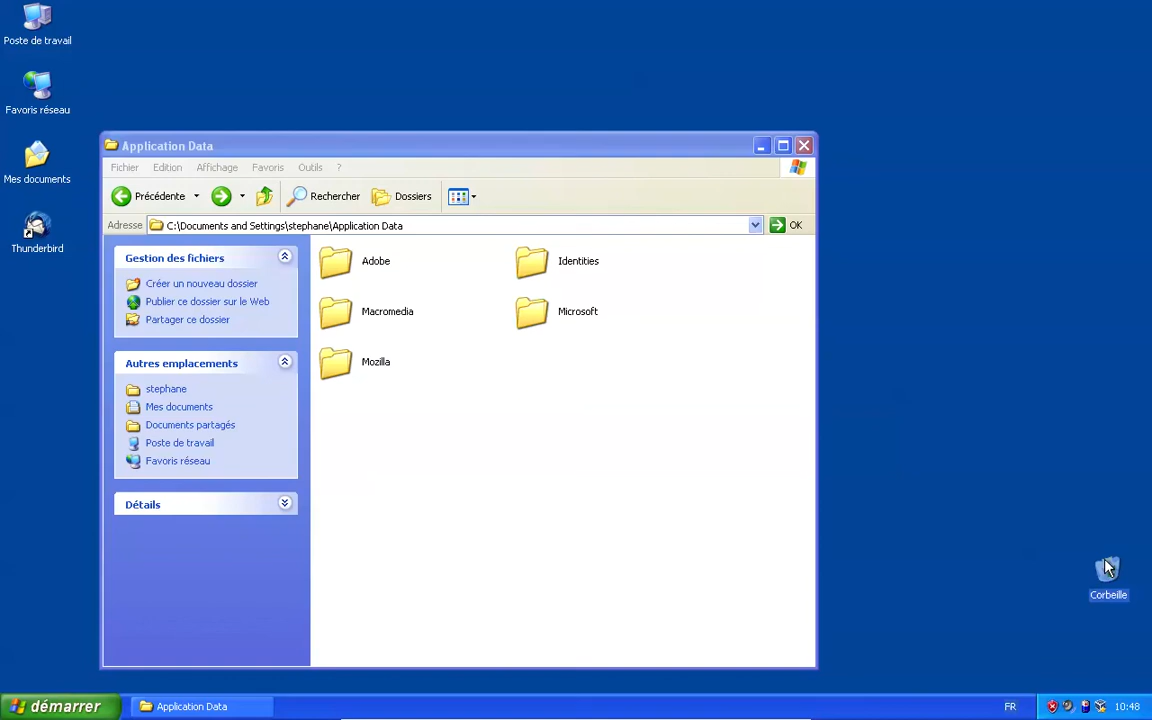 Poste de travail
Favoris réseau
Mes documents
Thunderbird
Application Data
Fichier Edition Affichage Favoris Outils ?
Précédente Rechercher Dossiers
Adresse C:\Documents and Settings\stephane\Application Data OK
Gestion des fichiers
Créer un nouveau dossier
Publier ce dossier sur le Web
Partager ce dossier
Autres emplacements
stephane
Mes documents
Documents partagés
Poste de travail
Favoris réseau
Détails
Adobe Identities
Macromedia Microsoft
Mozilla
Corbeille
démarrer Application Data FR 10:48